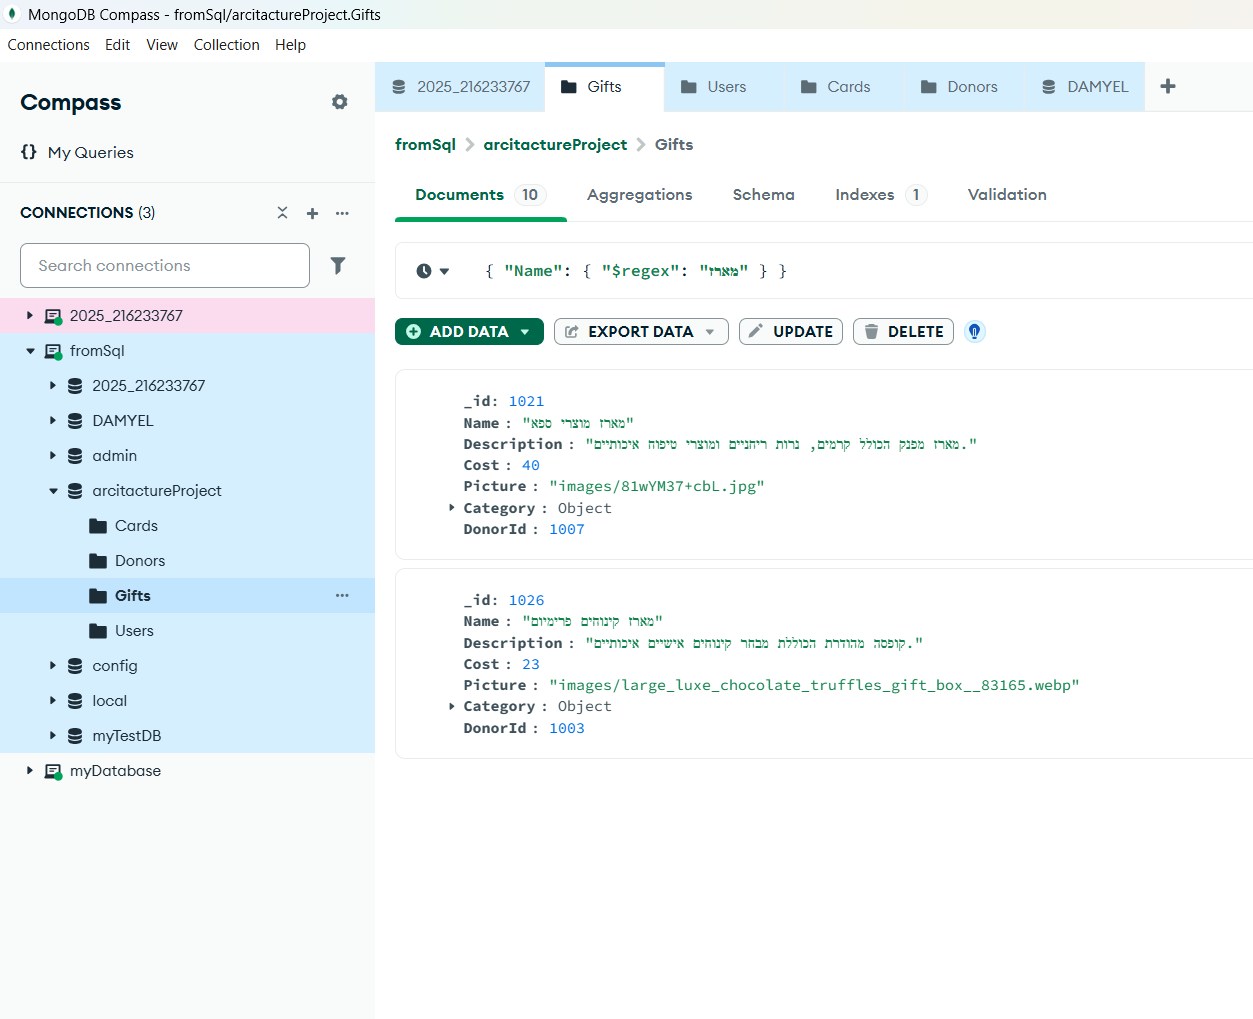 MongoDB Compass - fromSql/arcitactureProject.Gifts
Connections Edit View Collection Help
Compass
{} My Queries
CONNECTIONS (3)
Search connections
2025_216233767
fromSql
2025_216233767
DAMYEL
admin
arcitactureProject
Cards
Donors
Gifts
Users
config
local
myTestDB
myDatabase
2025_216233767 Gifts Users Cards Donors DAMYEL
fromSql > arcitactureProject > Gifts
Documents 10 Aggregations Schema Indexes 1 Validation
{ "Name": { "$regex": "מארז" } }
ADD DATA EXPORT DATA UPDATE DELETE
_id: 1021
Name : "מארז מוצרי ספא"
Description : "מארז מפנק הכולל קרמים, נרות ריחניים ומוצרי טיפוח איכותיים."
Cost : 40
Picture : "images/81wYM37+cbL.jpg"
Category : Object
DonorId : 1007
_id: 1026
Name : "מארז קינוחים פרימיום"
Description : "קופסה מהודרת הכוללת מבחר קינוחים אישיים איכותיים."
Cost : 23
Picture : "images/large_luxe_chocolate_truffles_gift_box__83165.webp"
Category : Object
DonorId : 1003